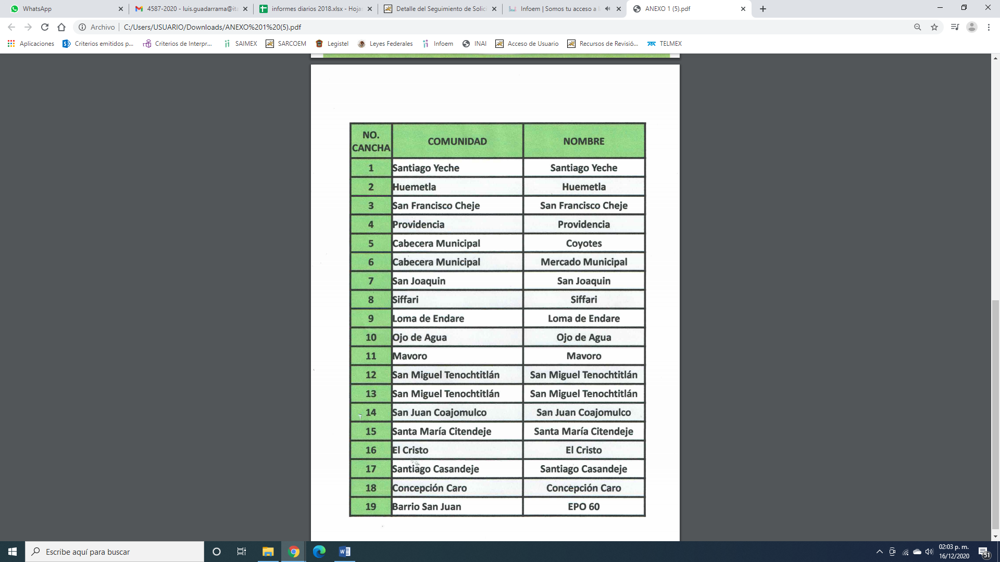 WhatsApp
4587-2020 - luis.guadarrama@it
informes diarios 2018.xlsx - Hoja
Detalle del Seguimiento de Solici
Infoem | Somos tu acceso a l
ANEXO 1 (5).pdf
Archivo | C:/Users/USUARIO/Downloads/ANEXO%201%20(5).pdf
Aplicaciones
Criterios emitidos p...
Criterios de Interpr...
SAIMEX
SARCOEM
Legistel
Leyes Federales
Infoem
INAI
Acceso de Usuario
Recursos de Revisió...
TELMEX
NO. CANCHA COMUNIDAD NOMBRE
1 Santiago Yeche Santiago Yeche
2 Huemetla Huemetla
3 San Francisco Cheje San Francisco Cheje
4 Providencia Providencia
5 Cabecera Municipal Coyotes
6 Cabecera Municipal Mercado Municipal
7 San Joaquin San Joaquin
8 Siffari Siffari
9 Loma de Endare Loma de Endare
10 Ojo de Agua Ojo de Agua
11 Mavoro Mavoro
12 San Miguel Tenochtitlán San Miguel Tenochtitlán
13 San Miguel Tenochtitlán San Miguel Tenochtitlán
14 San Juan Coajomulco San Juan Coajomulco
15 Santa María Citendeje Santa María Citendeje
16 El Cristo El Cristo
17 Santiago Casandeje Santiago Casandeje
18 Concepción Caro Concepción Caro
19 Barrio San Juan EPO 60
Escribe aquí para buscar
02:03 p. m.
16/12/2020
51